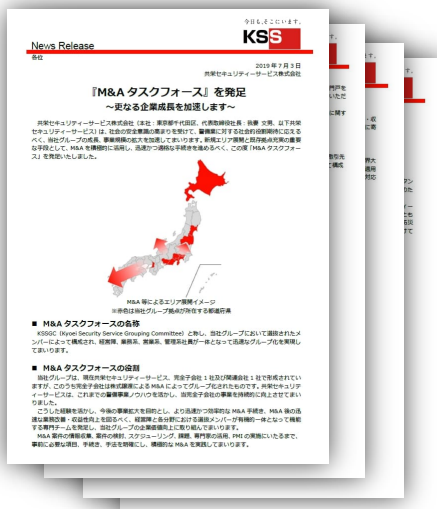 今日も、そこにいます。
KSS
News Release
各位
2019 年 7 月 3 日
共栄セキュリティーサービス株式会社
『M&A タスクフォース』を発足
～更なる企業成長を加速します～
共栄セキュリティーサービス株式会社（本社：東京都千代田区、代表取締役社長：我妻 文男、以下共栄
セキュリティーサービス）は、社会の安全意識の高まりを受けて、警備業に対する社会的役割期待に応える
べく、当社グループの成長、事業規模の拡大を加速してまいります。新規エリア展開と既存拠点充実の重要
な手段として、M&A を積極的に活用し、迅速かつ適格な手続きを進めるべく、この度「M&A タスクフォー
ス」を発足いたしました。
M&A 等によるエリア展開イメージ
※赤色は当社グループ拠点が所在する都道府県
■ M&A タスクフォースの名称
KSSGC（Kyoei Security Service Grouping Committee）と称し、当社グループにおいて選抜されたメ
ンバーによって構成され、経営陣、業務系、営業系、管理系社員が一体となって迅速なグループ化を実現し
てまいります。
■ M&A タスクフォースの役割
当社グループは、現在共栄セキュリティーサービス、完全子会社 1 社及び関連会社 1 社で形成されてい
ますが、このうち完全子会社は株式譲渡による M&A によってグループ化されたものです。共栄セキュリテ
ィーサービスは、これまでの警備事業ノウハウを活かし、当完全子会社の事業を持続的に向上させてまい
りました。
こうした経験を活かし、今後の事業拡大を目的とし、より迅速かつ効率的な M&A 手続き、M&A 後の迅
速な業務改善・収益性向上を図るべく、経営陣と各分野における選抜メンバーが有機的一体となって機能
する専門チームを発足し、当社グループの企業価値向上に取り組んでまいります。
M&A 案件の情報収集、案件の検討、スケジューリング、課題、専門家の活用、PMI の実施にいたるまで、
事前に必要な項目、手続き、手法を明確にし、積極的な M&A を実践してまいります。